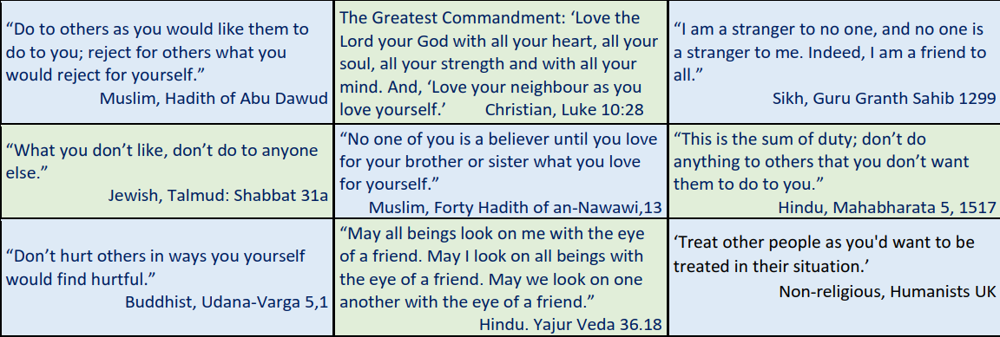 “Do to others as you would like them to
do to you; reject for others what you
would reject for yourself.”
Muslim, Hadith of Abu Dawud
The Greatest Commandment: ‘Love the
Lord your God with all your heart, all your
soul, all your strength and with all your
mind. And, ‘Love your neighbour as you
love yourself.’ Christian, Luke 10:28
“I am a stranger to no one, and no one is
a stranger to me. Indeed, I am a friend to
all.”
Sikh, Guru Granth Sahib 1299
“What you don’t like, don’t do to anyone
else.”
Jewish, Talmud: Shabbat 31a
“No one of you is a believer until you love
for your brother or sister what you love
for yourself.”
Muslim, Forty Hadith of an-Nawawi,13
“This is the sum of duty; don’t do
anything to others that you don’t want
them to do to you.”
Hindu, Mahabharata 5, 1517
“Don’t hurt others in ways you yourself
would find hurtful.”
Buddhist, Udana-Varga 5,1
“May all beings look on me with the eye
of a friend. May I look on all beings with
the eye of a friend. May we look on one
another with the eye of a friend.”
Hindu. Yajur Veda 36.18
‘Treat other people as you'd want to be
treated in their situation.’
Non-religious, Humanists UK